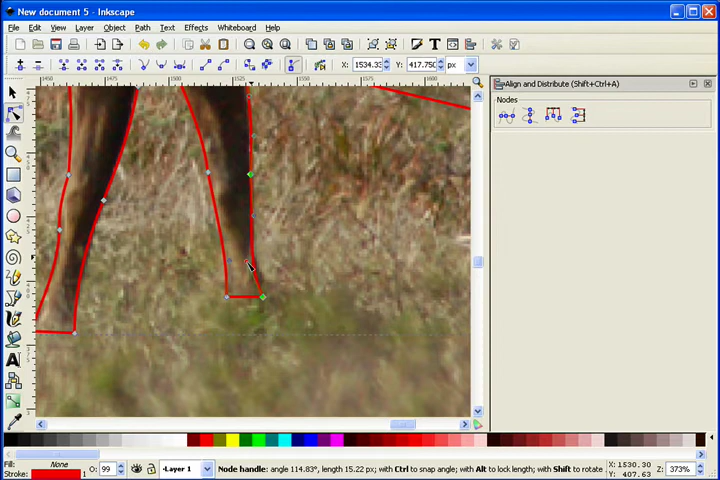 New document 5 - Inkscape
File Edit View Layer Object Path Text Effects Whiteboard Help
X: 1534.33 Y: 417.750 px
Align and Distribute (Shift+Ctrl+A)
Nodes
Fill: None
Stroke: 1
O: 99
Layer 1
Node handle: angle 114.83°, length 15.22 px; with Ctrl to snap angle; with Alt to lock length; with Shift to rotate
X: 1530.30
Y: 407.63
Z: 373%